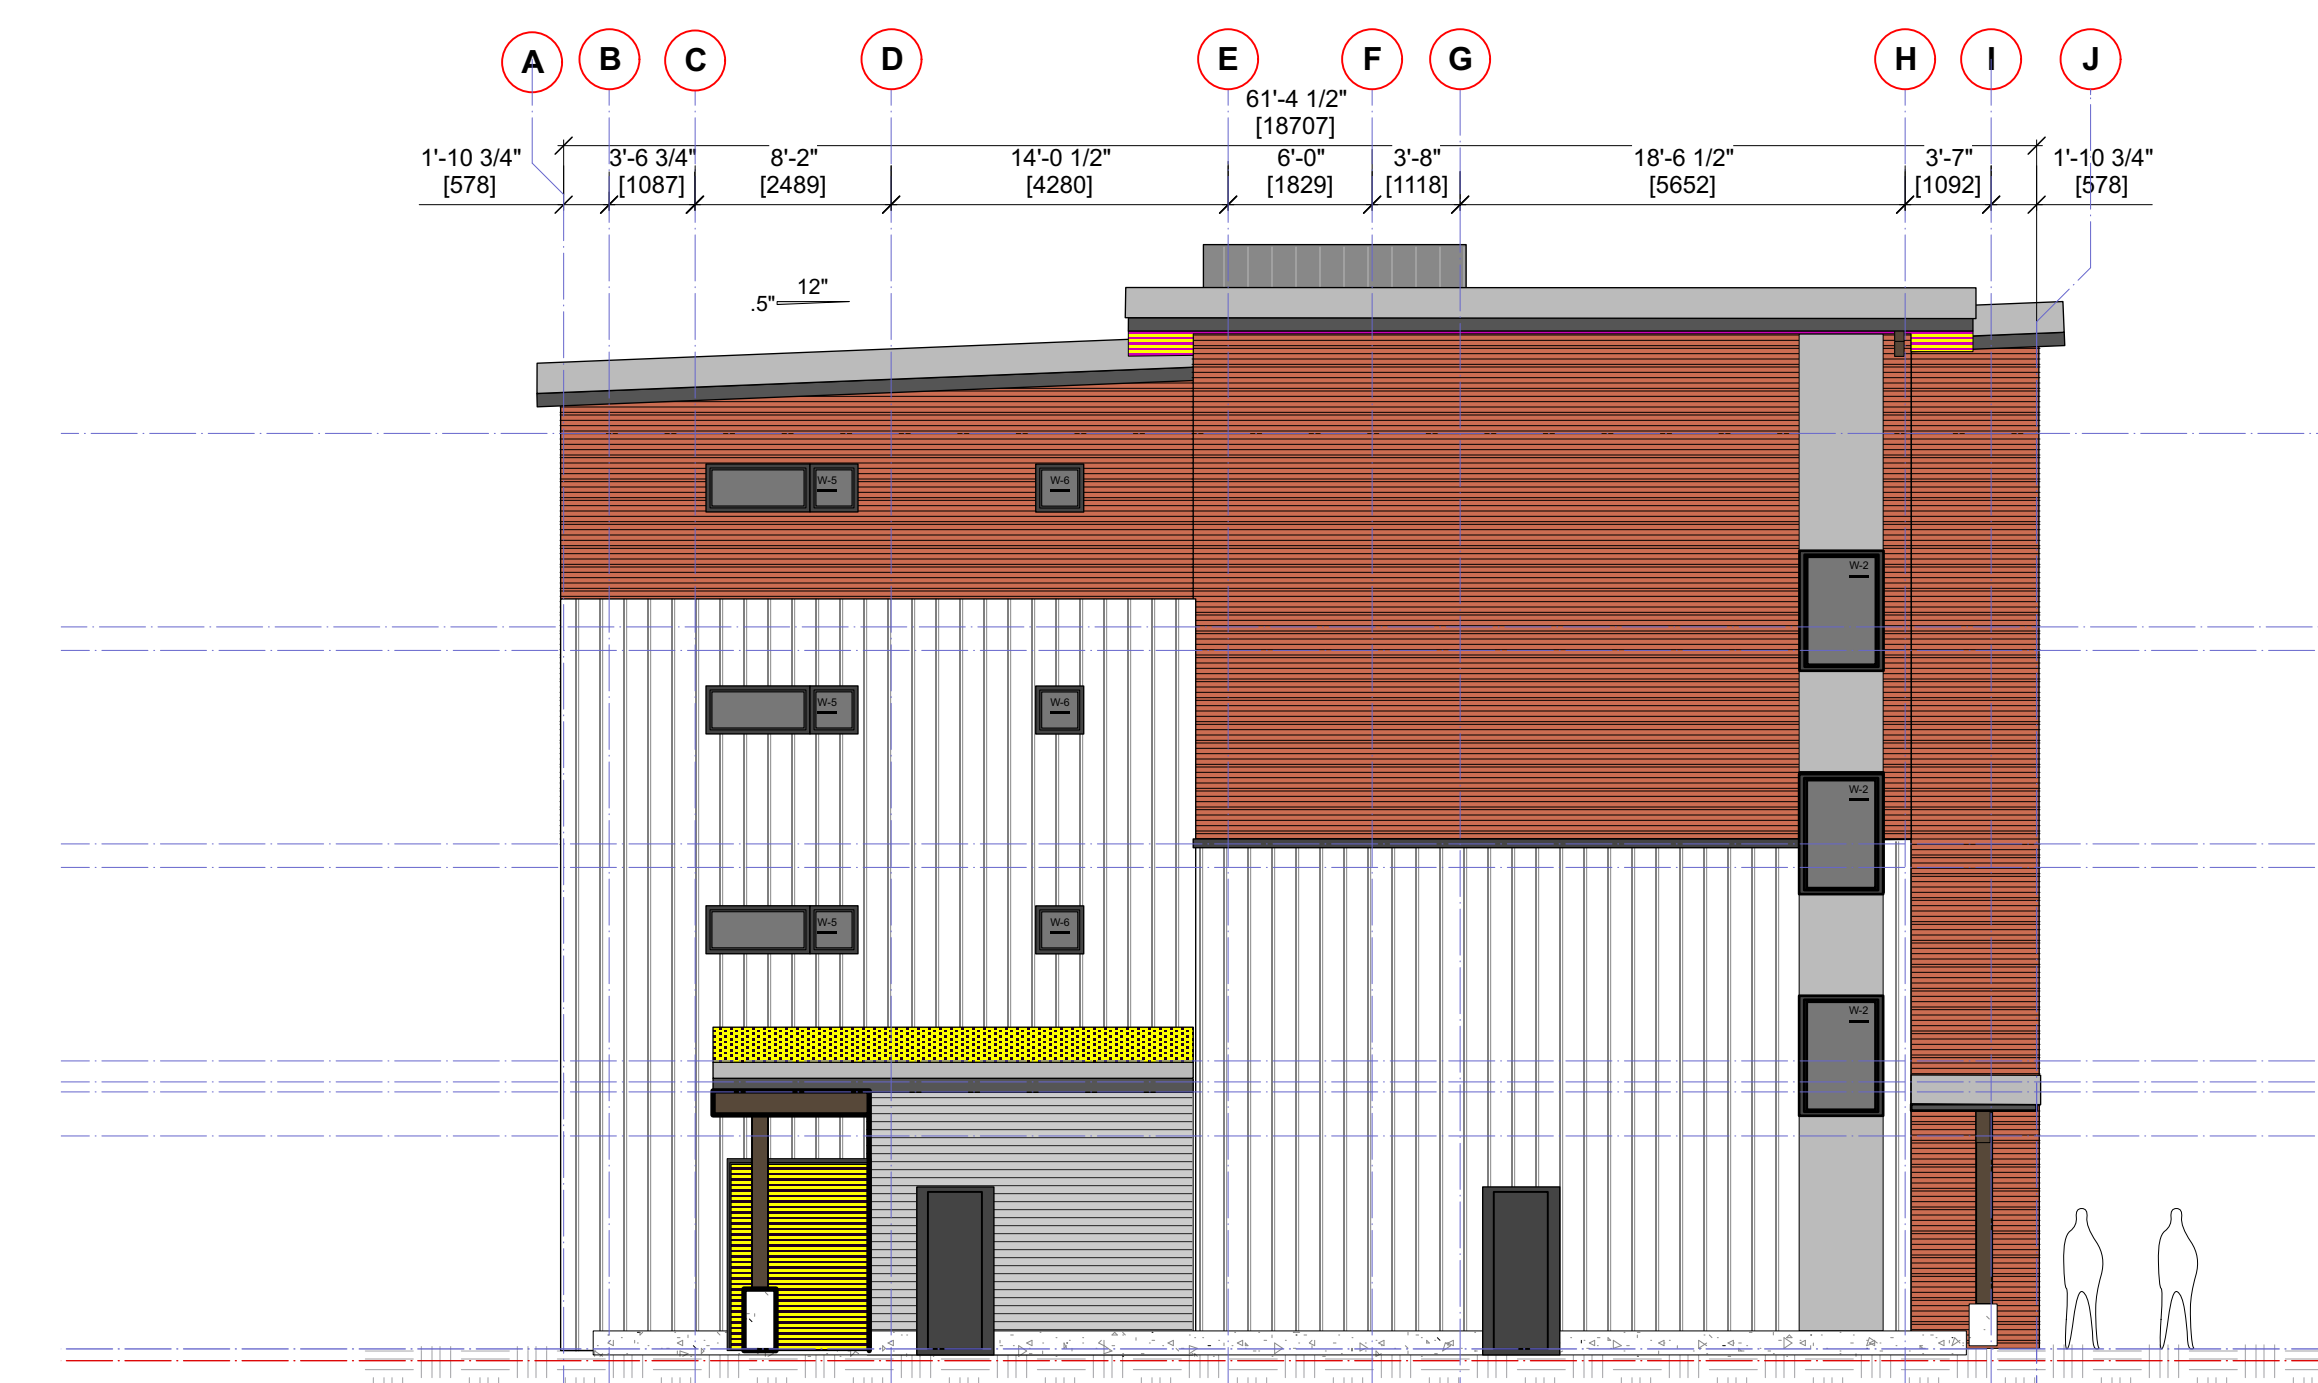 A B C D E F G H I J
61'-4 1/2"
[18707]
1'-10 3/4" 3'-6 3/4" 8'-2" 14'-0 1/2" 6'-0" 3'-8" 18'-6 1/2" 3'-7" 1'-10 3/4"
[578] [1087] [2489] [4280] [1829] [1118] [5652] [1092] [578]
12"
.5"
W-5 W-6
W-2
W-5 W-6
W-2
W-5 W-6
W-2